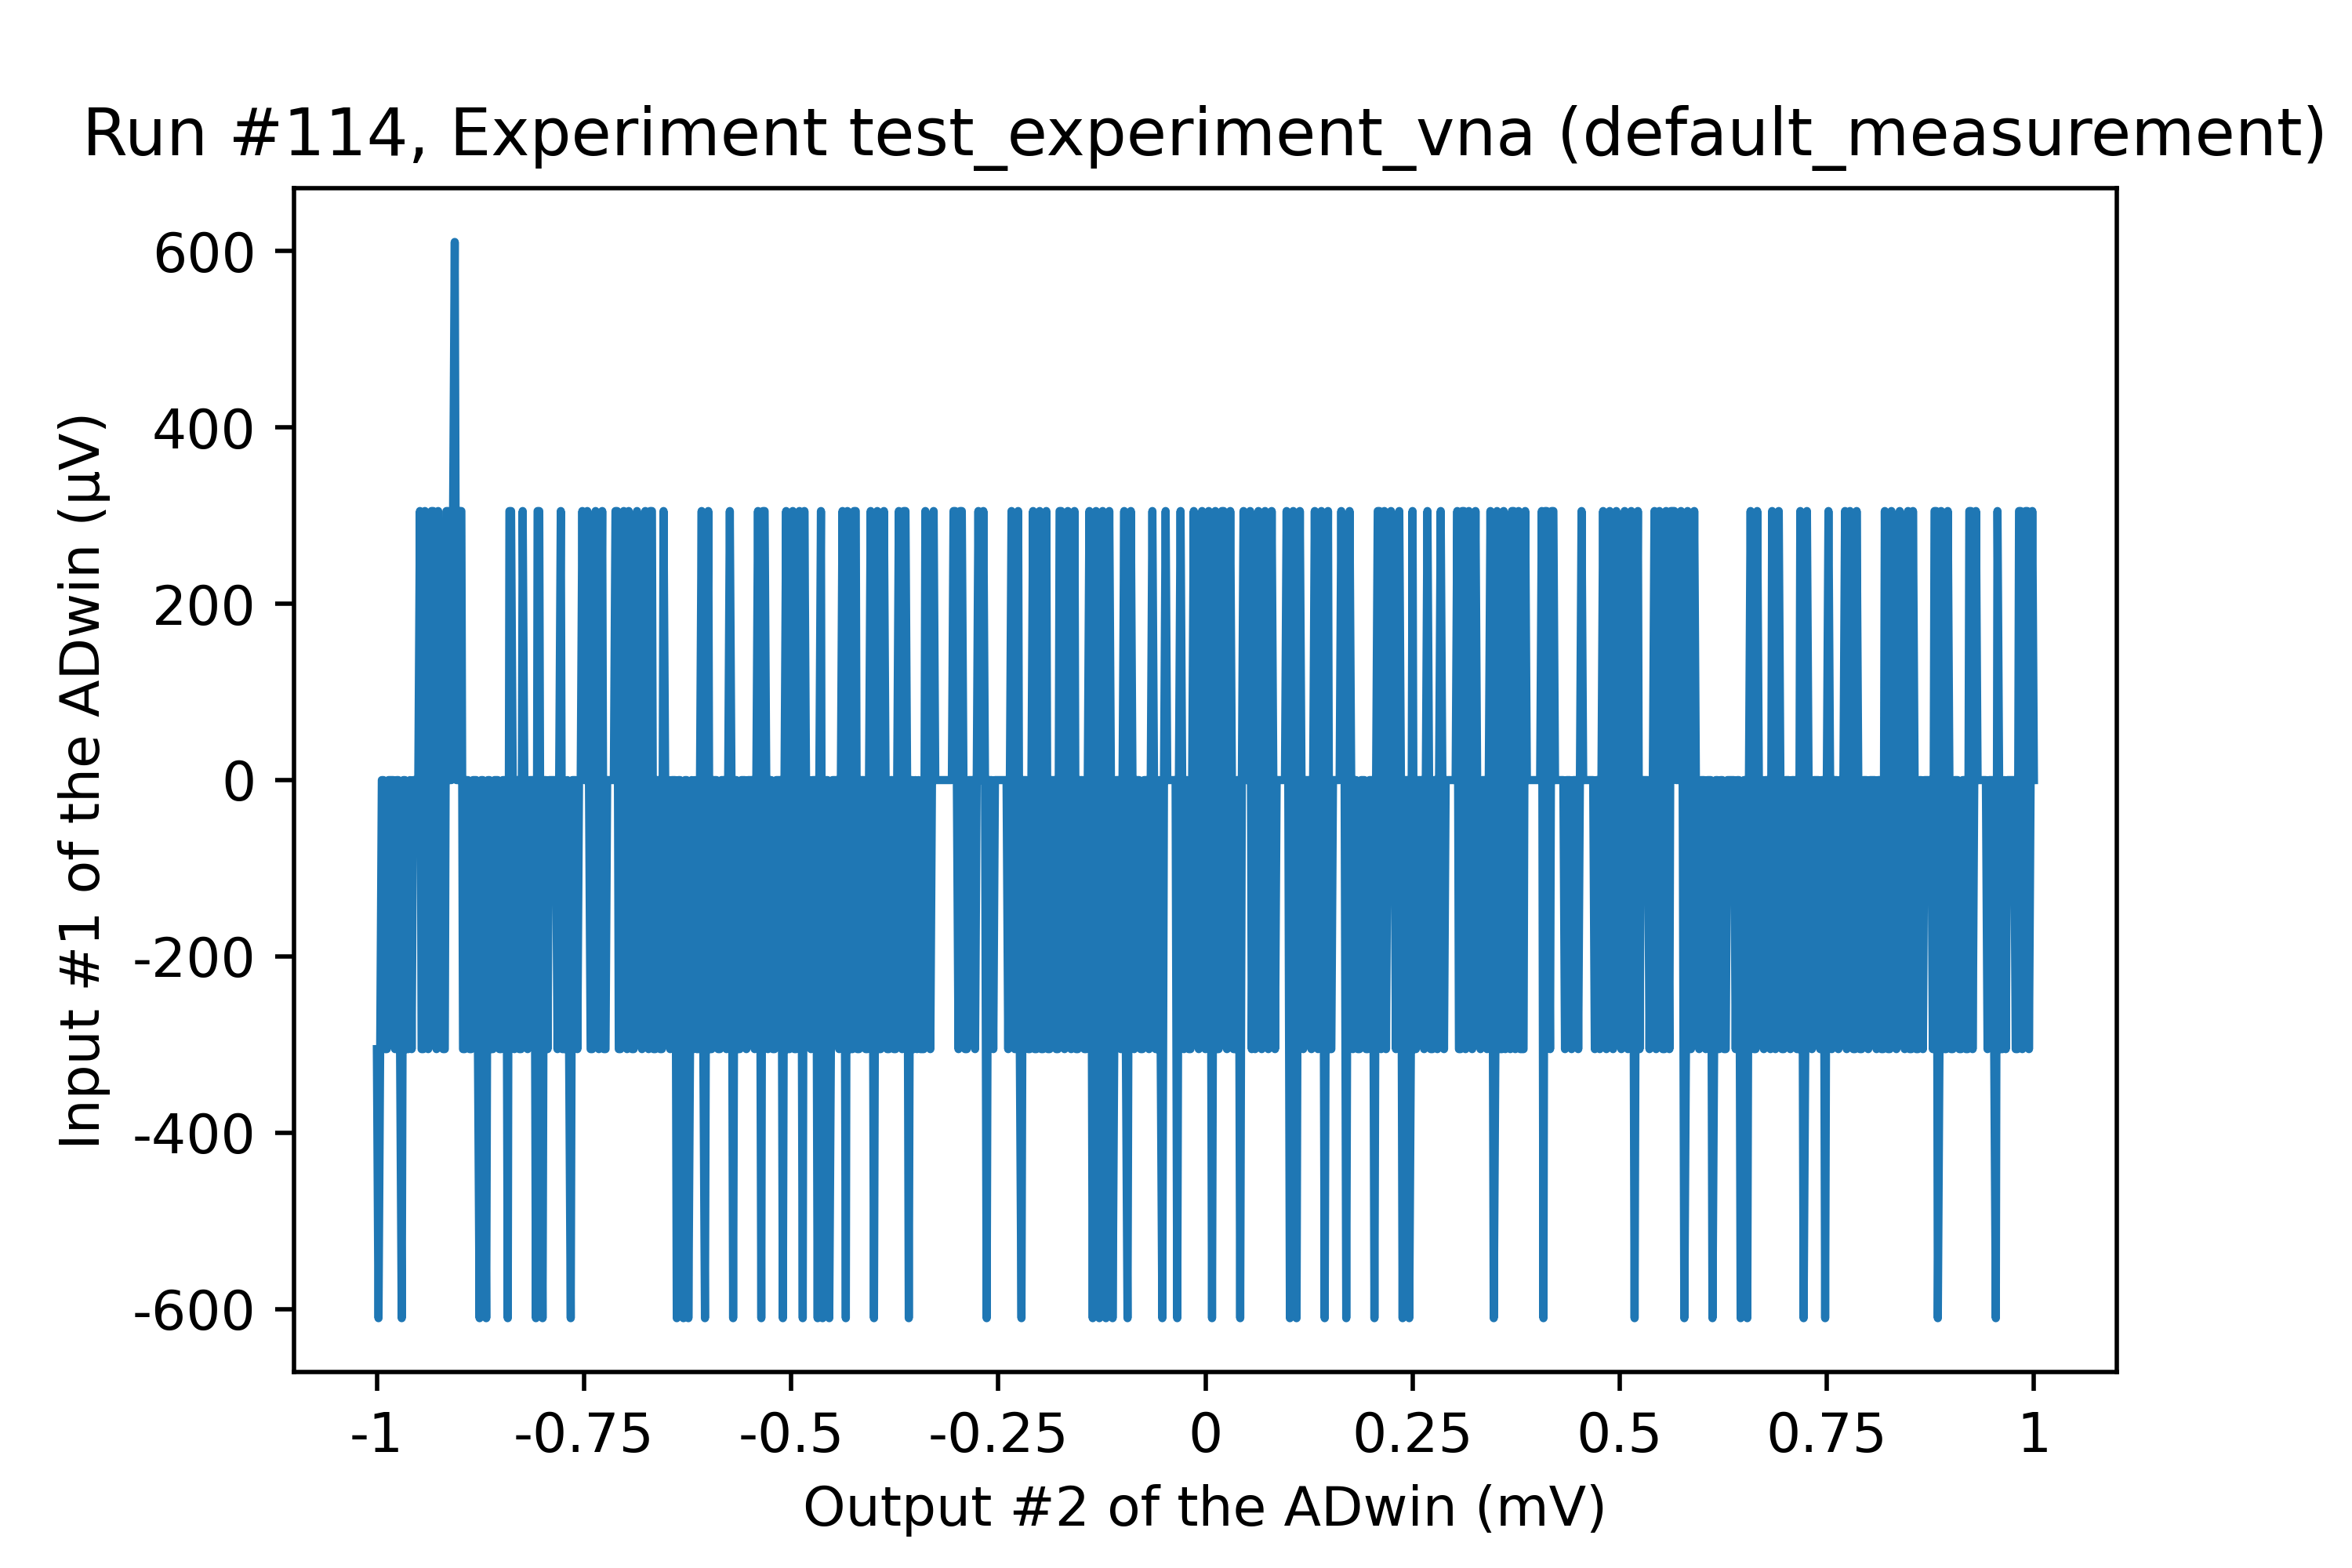 Run #114, Experiment test_experiment_vna (default_measurement)
Input #1 of the ADwin (µV)
600
400
200
0
-200
-400
-600
-1 -0.75 -0.5 -0.25 0 0.25 0.5 0.75 1
Output #2 of the ADwin (mV)